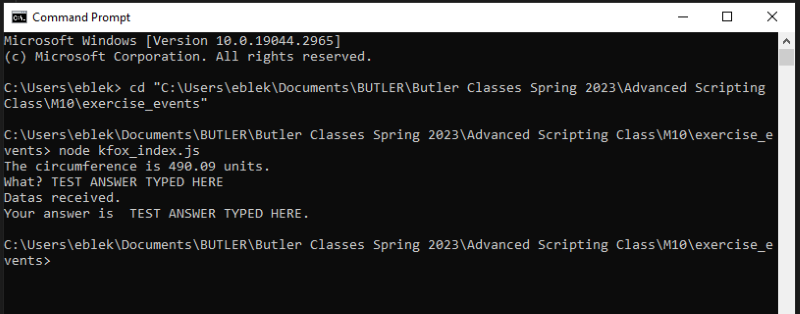 Command Prompt
Microsoft Windows [Version 10.0.19044.2965]
(c) Microsoft Corporation. All rights reserved.
C:\Users\eblek> cd "C:\Users\eblek\Documents\BUTLER\Butler Classes Spring 2023\Advanced Scripting
Class\M10\exercise_events"
C:\Users\eblek\Documents\BUTLER\Butler Classes Spring 2023\Advanced Scripting Class\M10\exercise_e
vents> node kfox_index.js
The circumference is 490.09 units.
What? TEST ANSWER TYPED HERE
Datas received.
Your answer is  TEST ANSWER TYPED HERE.
C:\Users\eblek\Documents\BUTLER\Butler Classes Spring 2023\Advanced Scripting Class\M10\exercise_e
vents>